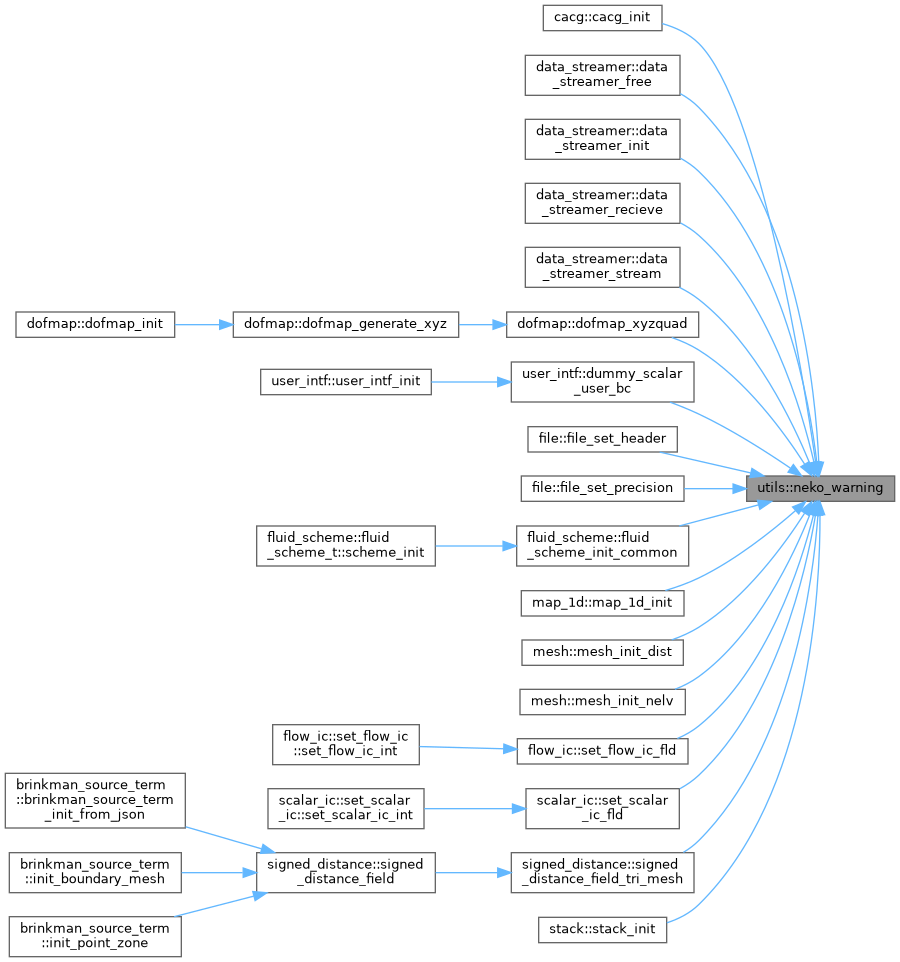 cacg::cacg_init
data_streamer::data
_streamer_free
data_streamer::data
_streamer_init
data_streamer::data
_streamer_recieve
data_streamer::data
_streamer_stream
dofmap::dofmap_init
dofmap::dofmap_generate_xyz
dofmap::dofmap_xyzquad
user_intf::user_intf_init
user_intf::dummy_scalar
_user_bc
file::file_set_header
file::file_set_precision
utils::neko_warning
fluid_scheme::fluid
_scheme_t::scheme_init
fluid_scheme::fluid
_scheme_init_common
map_1d::map_1d_init
mesh::mesh_init_dist
mesh::mesh_init_nelv
flow_ic::set_flow_ic
::set_flow_ic_int
flow_ic::set_flow_ic_fld
scalar_ic::set_scalar
_ic::set_scalar_ic_int
scalar_ic::set_scalar
_ic_fld
brinkman_source_term
::brinkman_source_term
_init_from_json
brinkman_source_term
::init_boundary_mesh
brinkman_source_term
::init_point_zone
signed_distance::signed
_distance_field
signed_distance::signed
_distance_field_tri_mesh
stack::stack_init